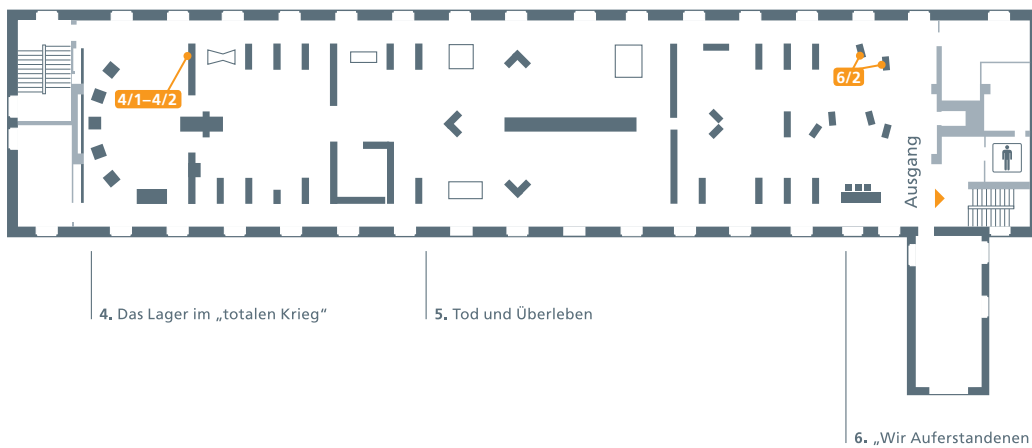 4/1–4/2
6/2
Ausgang
4. Das Lager im „totalen Krieg“
5. Tod und Überleben
6. „Wir Auferstandenen